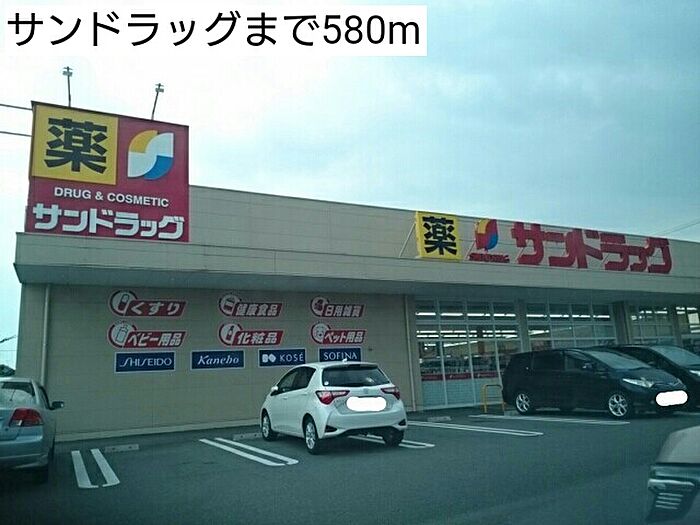 サンドラッグまで580m
薬
DRUG & COSMETIC
サンドラッグ
薬 サンドラッグ
くすり 健康食品 日用雑貨
ベビー用品 化粧品 ペット用品
SHISEIDO Kanebo KOSÉ SOFINA